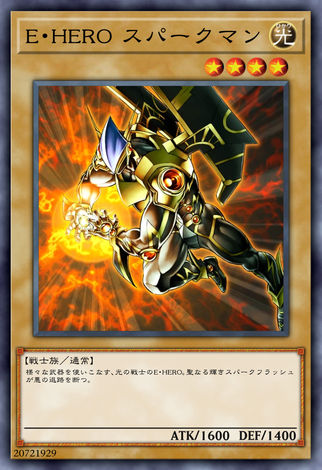 E・HERO スパークマン
光
【戦士族／通常】
様々な武器を使いこなす、光の戦士のE・HERO。聖なる輝きスパークフラッシュ
が悪の退路を断つ。
ATK/1600 DEF/1400
20721929